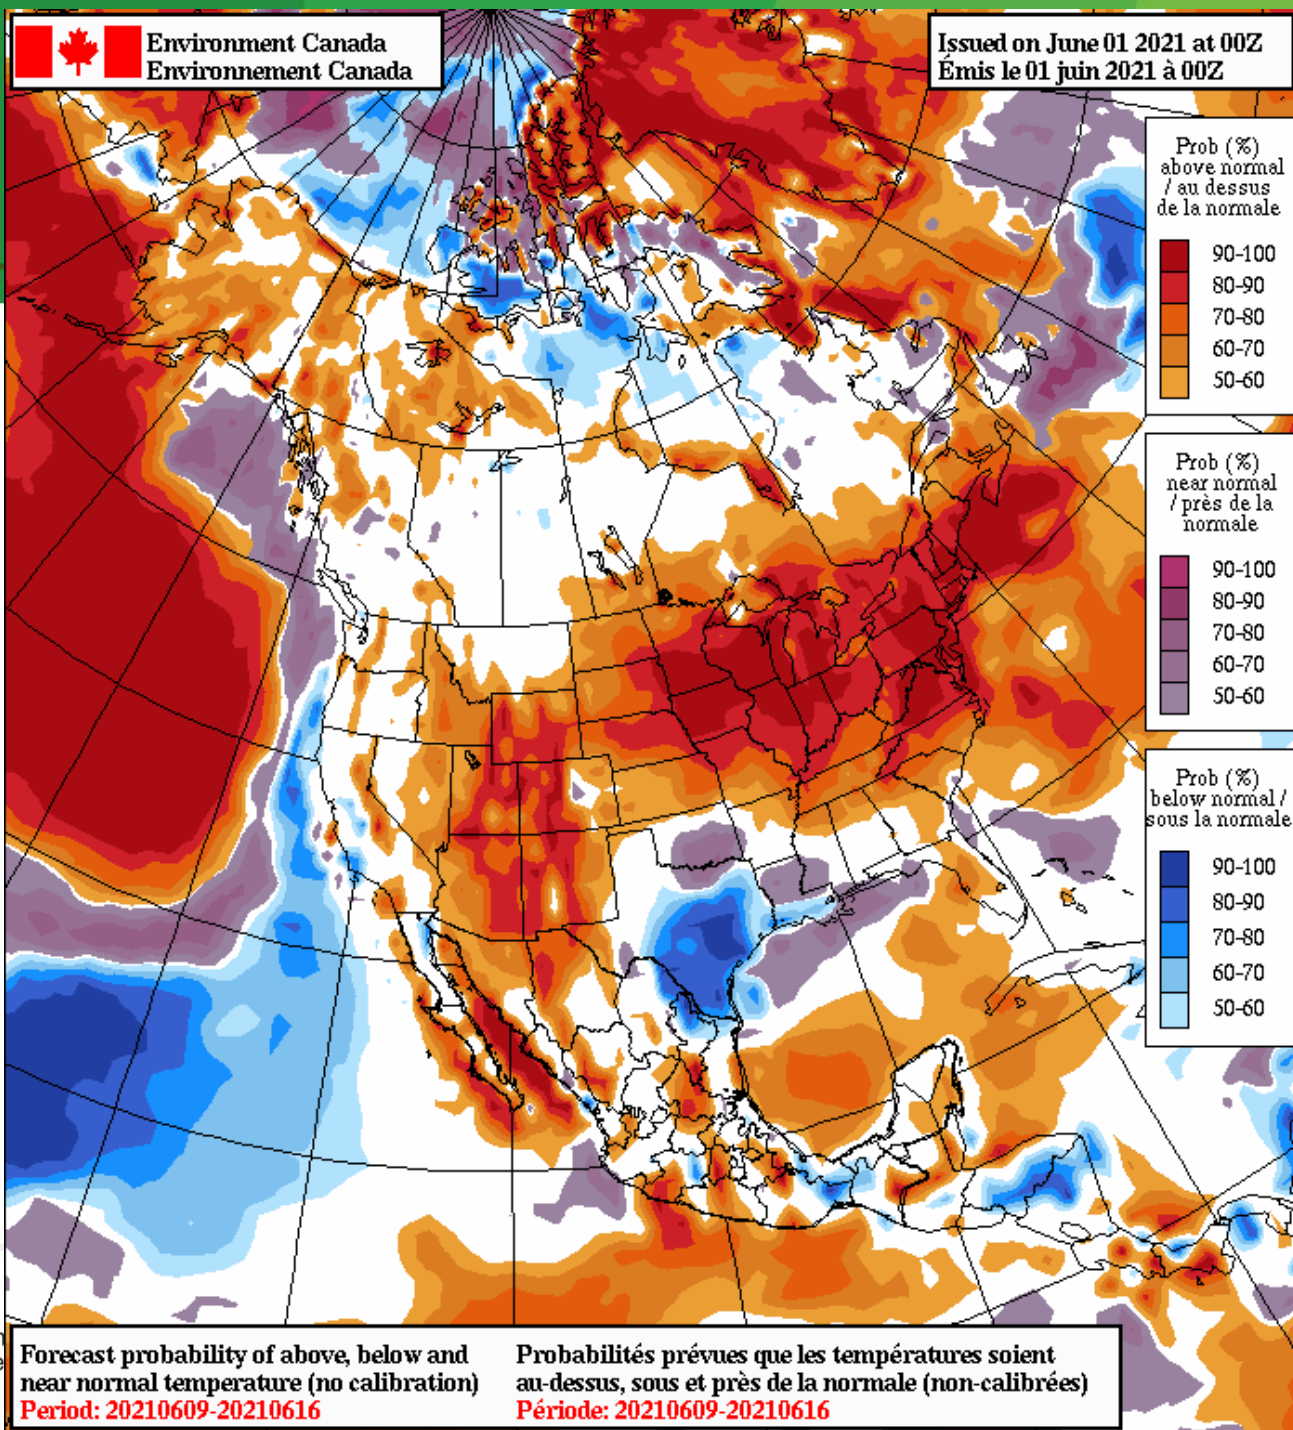 Environment Canada
Environnement Canada
Issued on June 01 2021 at 00Z
Émis le 01 juin 2021 à 00Z
Prob (%)
above normal
/ au dessus
de la normale
90-100
80-90
70-80
60-70
50-60
Prob (%)
near normal
/ près de la
normale
90-100
80-90
70-80
60-70
50-60
Prob (%)
below normal /
sous la normale
90-100
80-90
70-80
60-70
50-60
Forecast probability of above, below and
near normal temperature (no calibration)
Period: 20210609-20210616
Probabilités prévues que les températures soient
au-dessus, sous et près de la normale (non-calibrées)
Période: 20210609-20210616